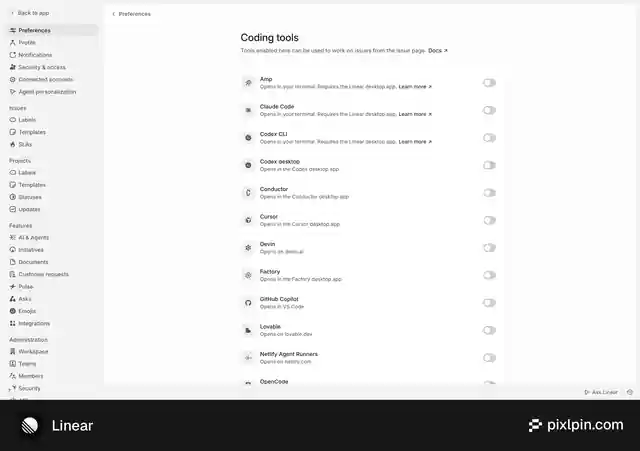 Back to app
Preferences
Profile
Notifications
Security & access
Connected accounts
Agent personalization
Issues
Labels
Templates
SLAs
Projects
Labels
Templates
Statuses
Updates
Features
AI & Agents
Initiatives
Documents
Customer requests
Pulse
Asks
Emojis
Integrations
Administration
Workspace
Teams
Members
Security
Preferences
Coding tools
Tools enabled here can be used to work on issues from the issue page. Docs
Amp
Opens in your terminal. Requires the Linear desktop app. Learn more
Claude Code
Opens in your terminal. Requires the Linear desktop app. Learn more
Codex CLI
Opens in your terminal. Requires the Linear desktop app. Learn more
Codex desktop
Opens in the Codex desktop app
Conductor
Opens in the Conductor desktop app
Cursor
Opens in the Cursor desktop app
Devin
Opens on devin.ai
Factory
Opens in the Factory desktop app
GitHub Copilot
Opens in VS Code
Lovable
Opens on lovable.dev
Netlify Agent Runners
Opens on netlify.com
OpenCode
Ask Linear
Linear
pixlpin.com